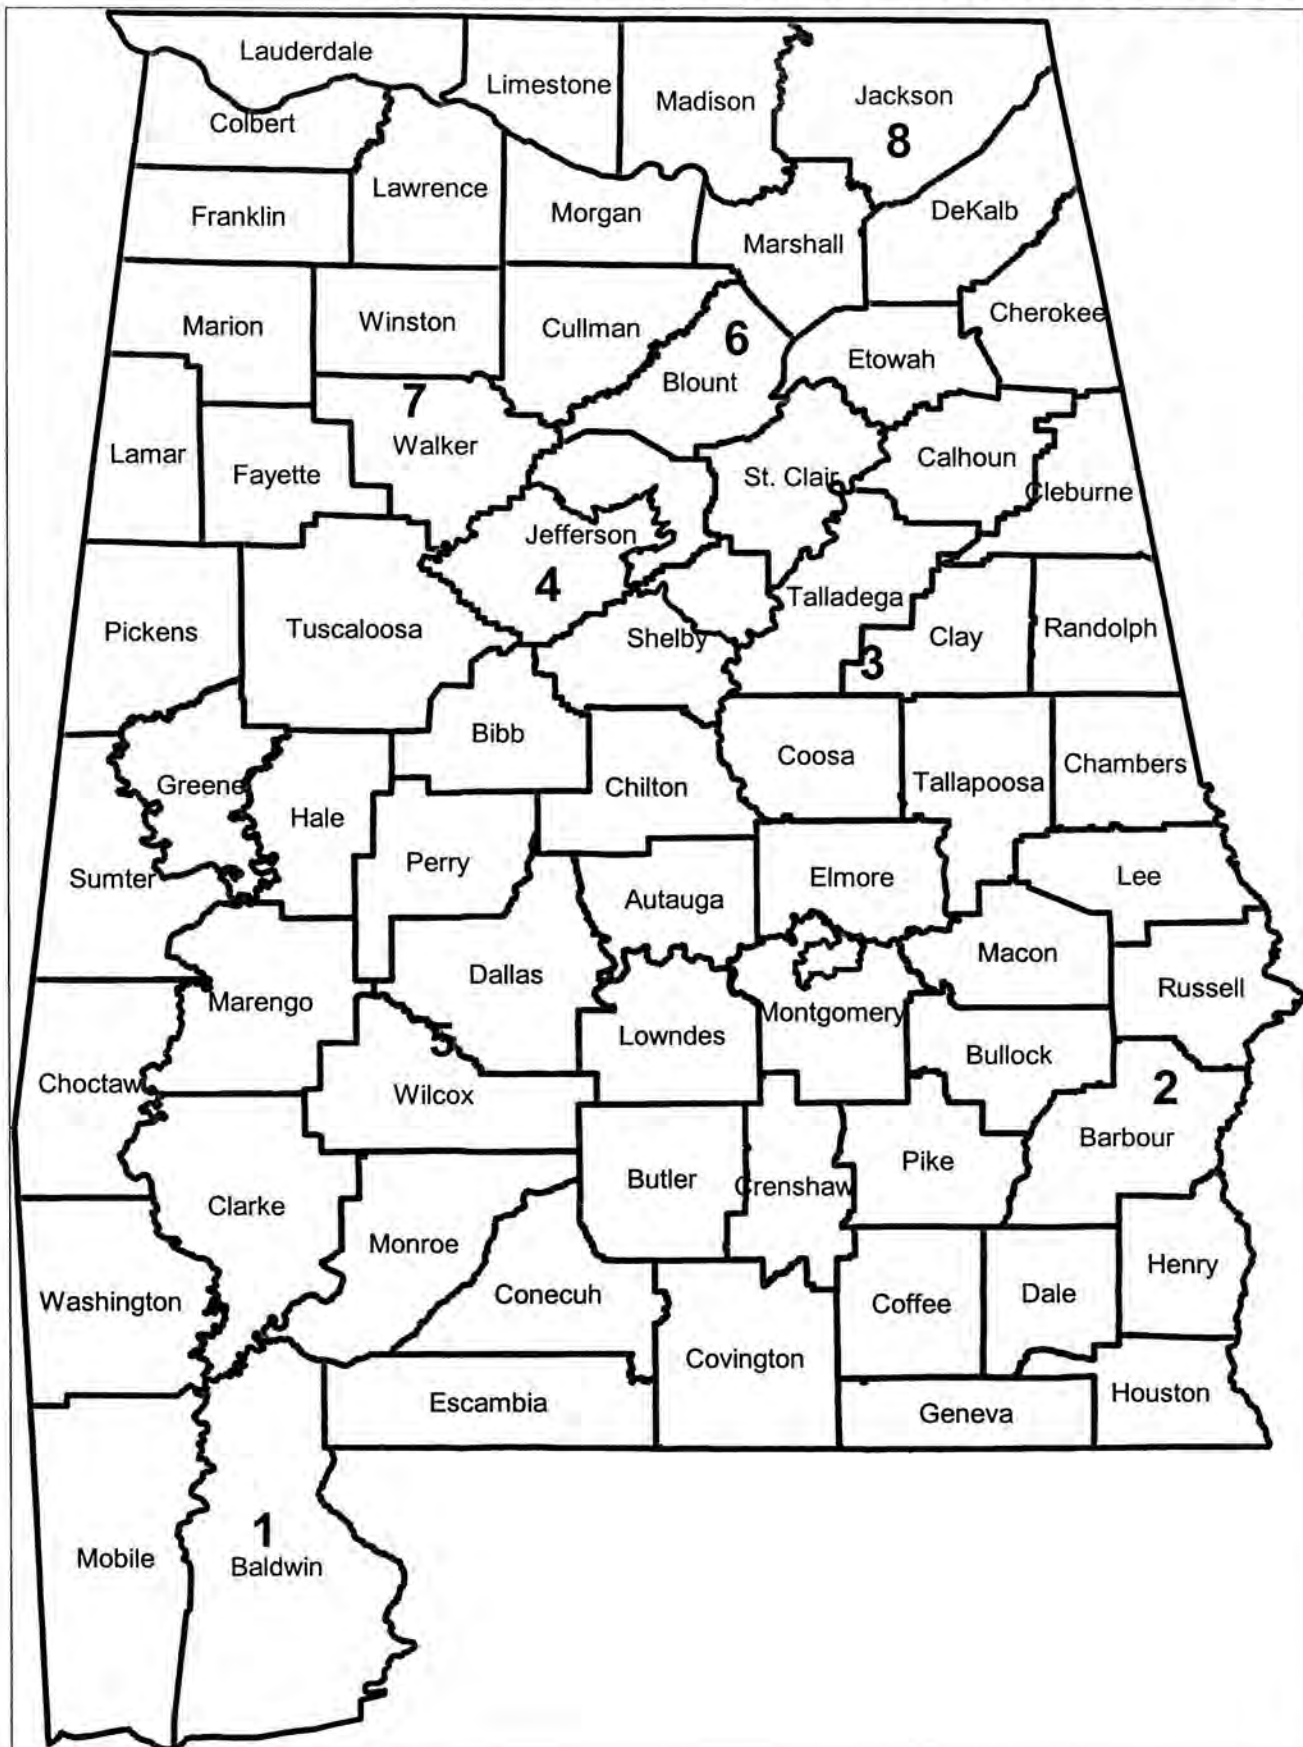 Lauderdale
Limestone
Madison
Jackson
8
Colbert
Lawrence
Franklin
Morgan
DeKalb
Marshall
Cherokee
Marion
Winston
Cullman
6
Etowah
Blount
7
Walker
Lamar
Fayette
St. Clair
Calhoun
Cleburne
Jefferson
4
Talladega
Pickens
Tuscaloosa
Shelby
Clay
Randolph
3
Bibb
Greene
Hale
Chilton
Coosa
Tallapoosa
Chambers
Sumter
Perry
Autauga
Elmore
Lee
Dallas
Macon
Marengo
Lowndes
Montgomery
Russell
5
Bullock
Choctaw
Wilcox
2
Barbour
Clarke
Butler
Crenshaw
Pike
Monroe
Washington
Conecuh
Coffee
Dale
Henry
Covington
Escambia
Geneva
Houston
1
Mobile
Baldwin